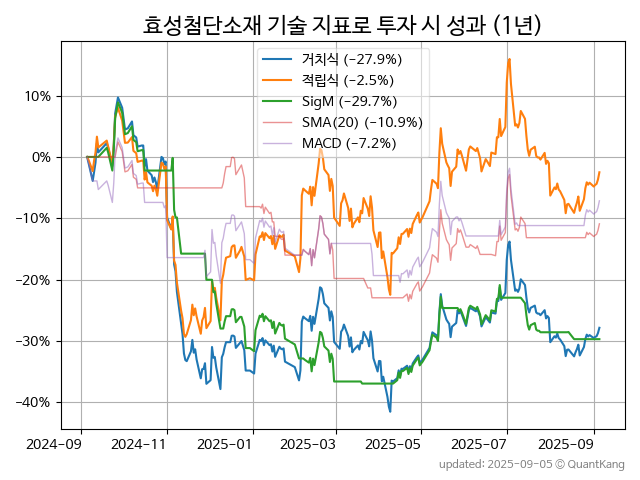 효성첨단소재 기술 지표로 투자 시 성과 (1년)
거치식 (−27.9%)
적립식 (−2.5%)
SigM (−29.7%)
SMA(20) (−10.9%)
MACD (−7.2%)
10%
0%
−10%
−20%
−30%
−40%
2024−09 2024−11 2025−01 2025−03 2025−05 2025−07 2025−09
updated: 2025-09-05 © QuantKang